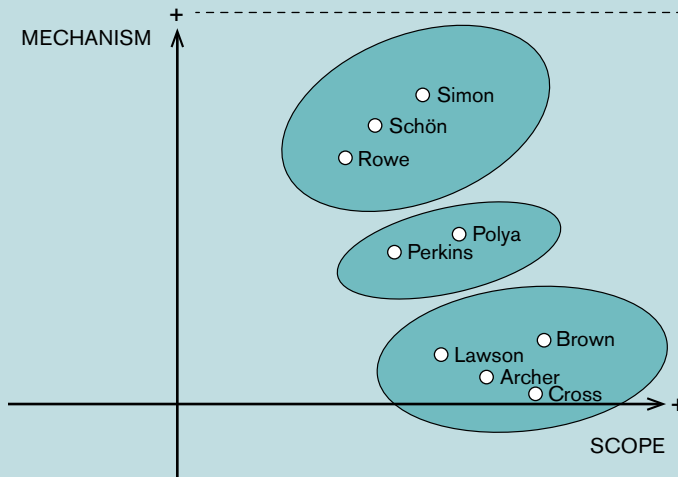 +
MECHANISM
Simon
Schön
Rowe
Polya
Perkins
Brown
Lawson
Archer
Cross
+
SCOPE